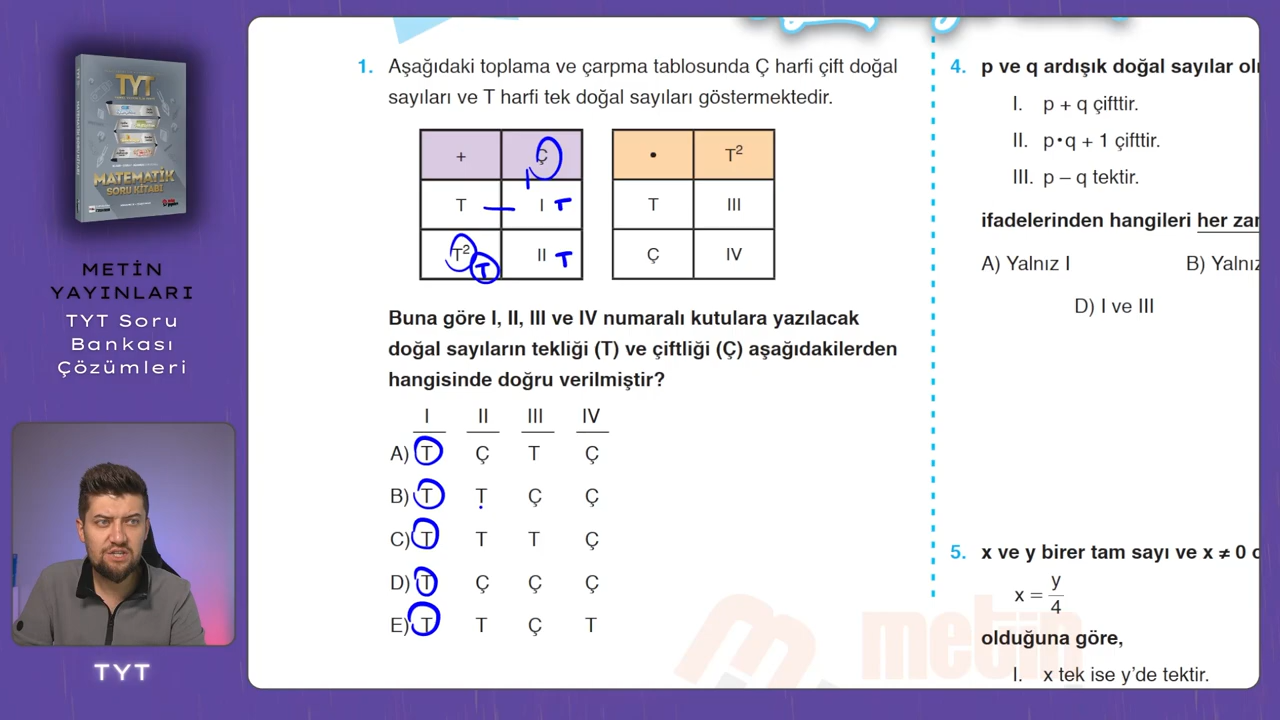 TYT
MATEMATİK
SORU KİTABI
METİN
YAYINLARI
TYT Soru
Bankası
Çözümleri
TYT
1. Aşağıdaki toplama ve çarpma tablosunda Ç harfi çift doğal
sayıları ve T harfi tek doğal sayıları göstermektedir.
+ Ç
T I T
T² T II T
• T²
T III
Ç IV
Buna göre I, II, III ve IV numaralı kutulara yazılacak
doğal sayıların tekliği (T) ve çiftliği (Ç) aşağıdakilerden
hangisinde doğru verilmiştir?
I II III IV
A) T Ç T Ç
B) T T Ç Ç
C) T T T Ç
D) T Ç Ç Ç
E) T T Ç T
4. p ve q ardışık doğal sayılar
I. p + q çifttir.
II. p•q + 1 çifttir.
III. p – q tektir.
ifadelerinden hangileri her
A) Yalnız I B)
D) I ve III
5. x ve y birer tam sayı ve x ≠ 0
x = y/4
olduğuna göre,
I. x tek ise y’de tektir.
metin